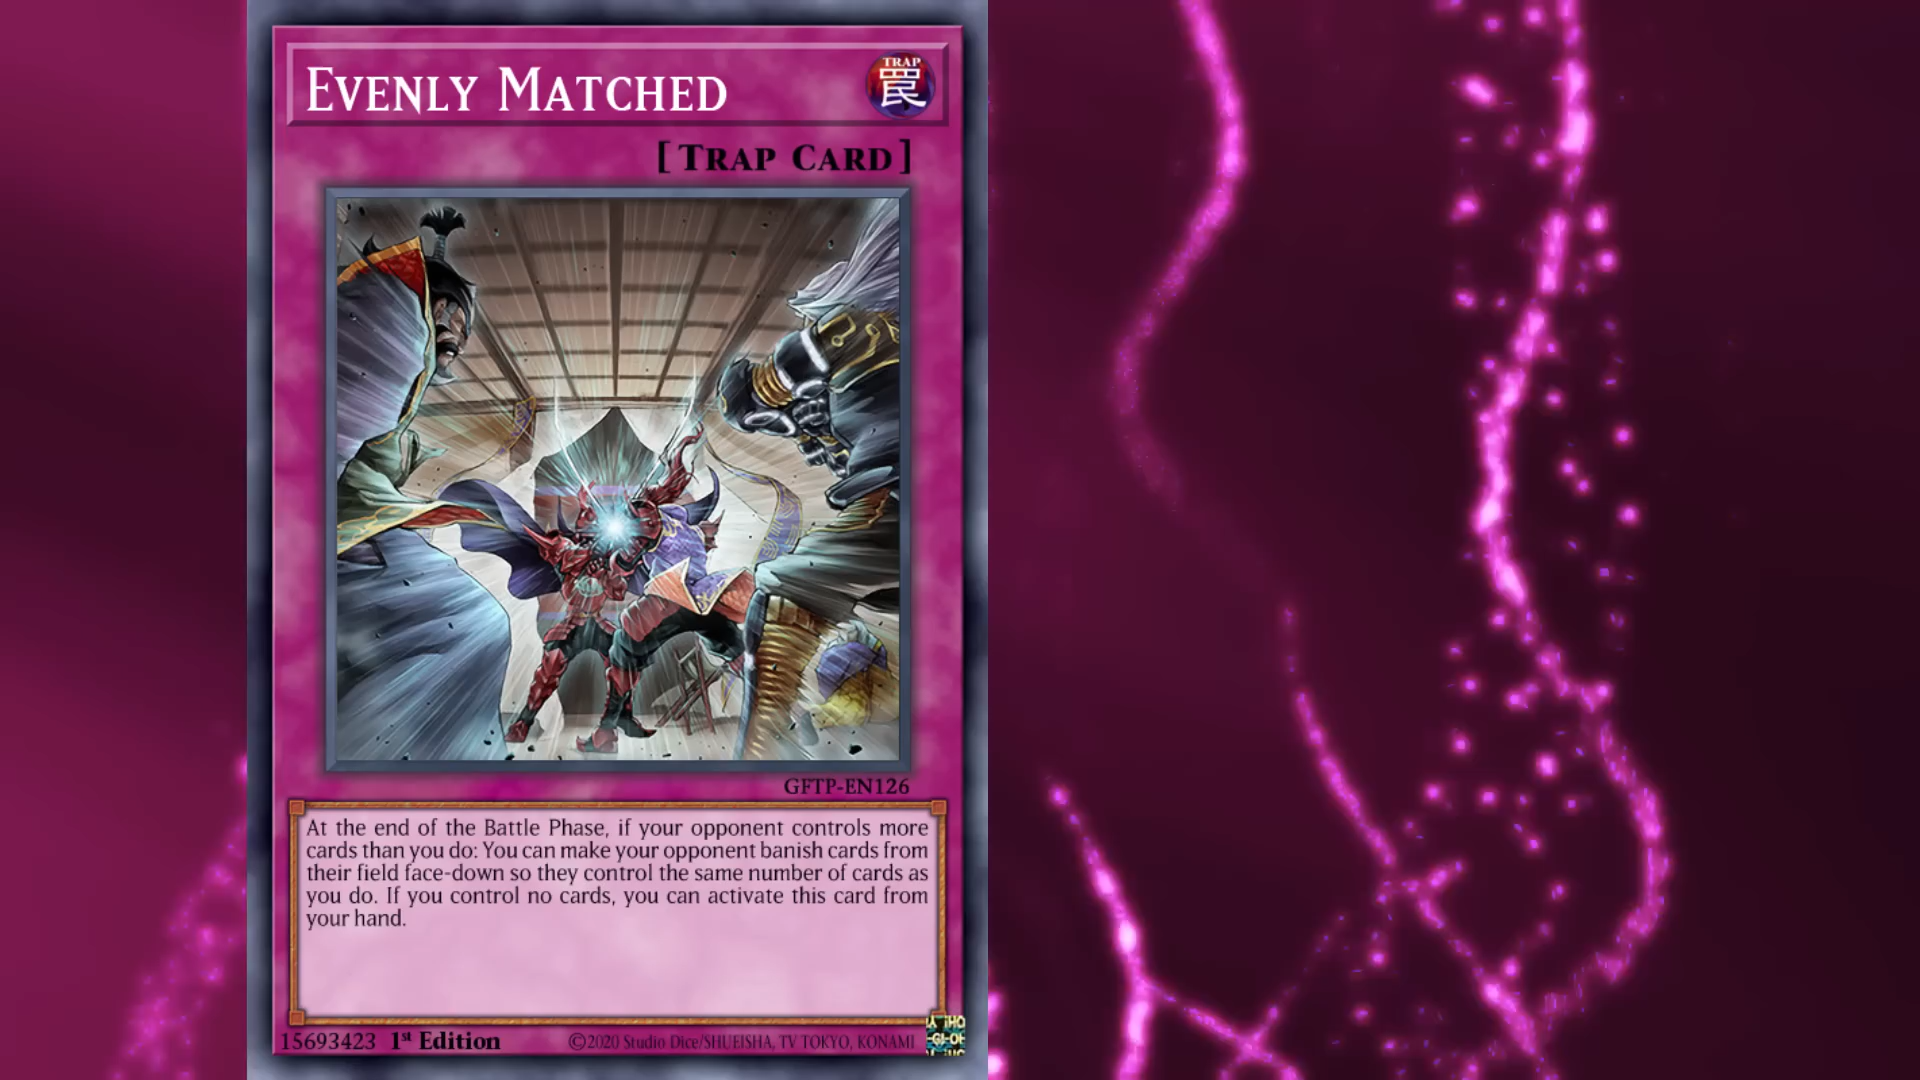 Evenly Matched
TRAP
罠
[Trap Card]
GFTP-EN126
At the end of the Battle Phase, if your opponent controls more
cards than you do: You can make your opponent banish cards from
their field face-down so they control the same number of cards as
you do. If you control no cards, you can activate this card from
your hand.
15693423 1st Edition ©2020 Studio Dice/SHUEISHA, TV TOKYO, KONAMI